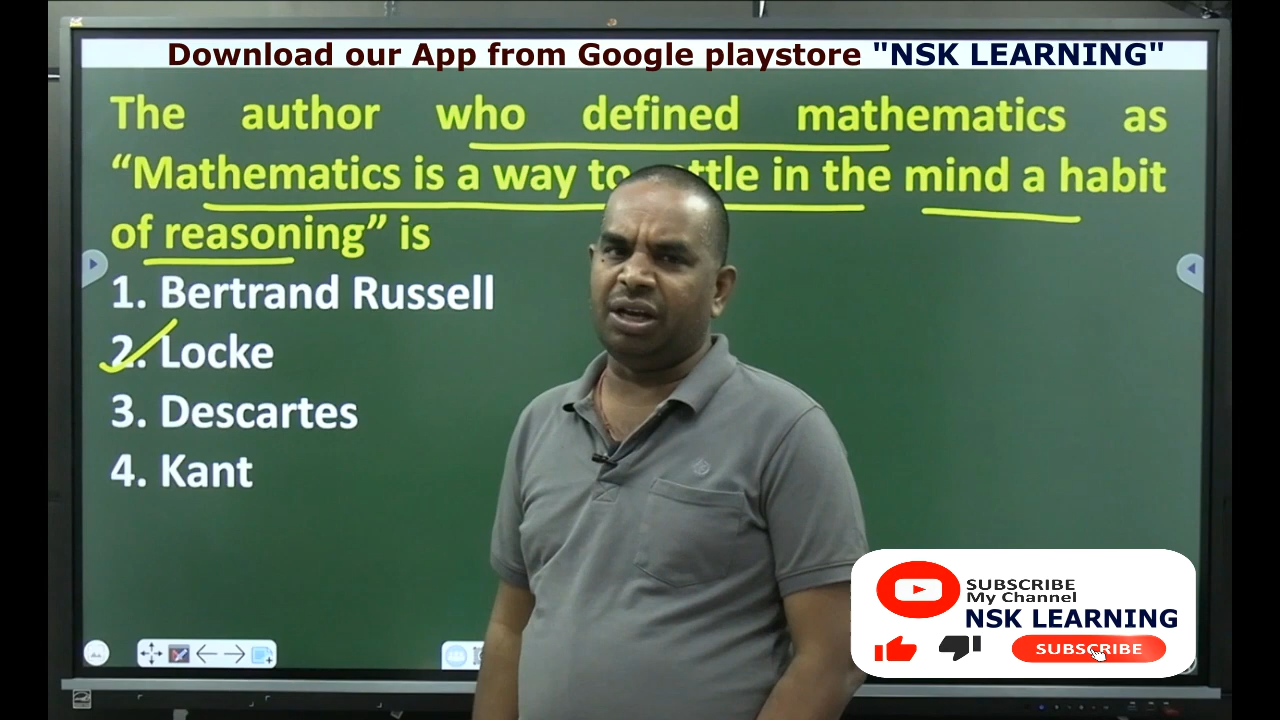 Download our App from Google playstore "NSK LEARNING"
The author who defined mathematics as
“Mathematics is a way to settle in the mind a habit
of reasoning” is
1. Bertrand Russell
2. Locke
3. Descartes
4. Kant
SUBSCRIBE
My Channel
NSK LEARNING
SUBSCRIBE